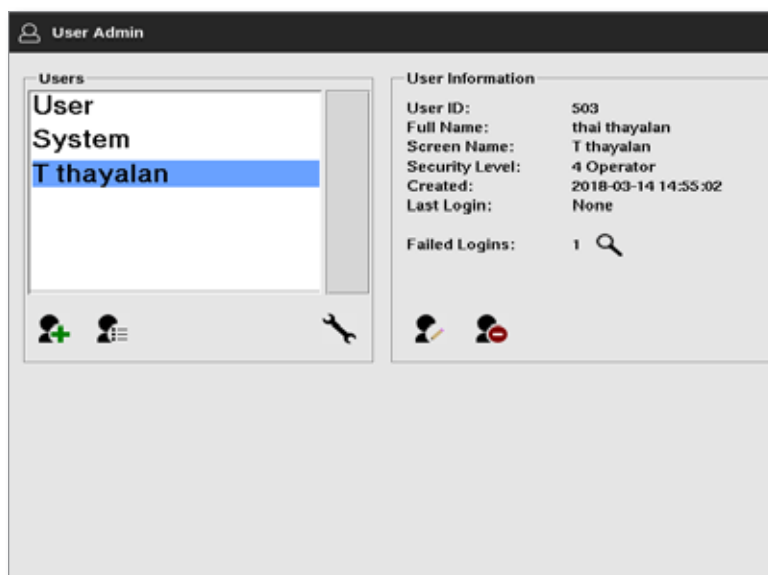 User Admin
Users
User
System
T thayalan
User Information
User ID: 503
Full Name: thai thayalan
Screen Name: T thayalan
Security Level: 4 Operator
Created: 2018-03-14 14:55:02
Last Login: None
Failed Logins: 1